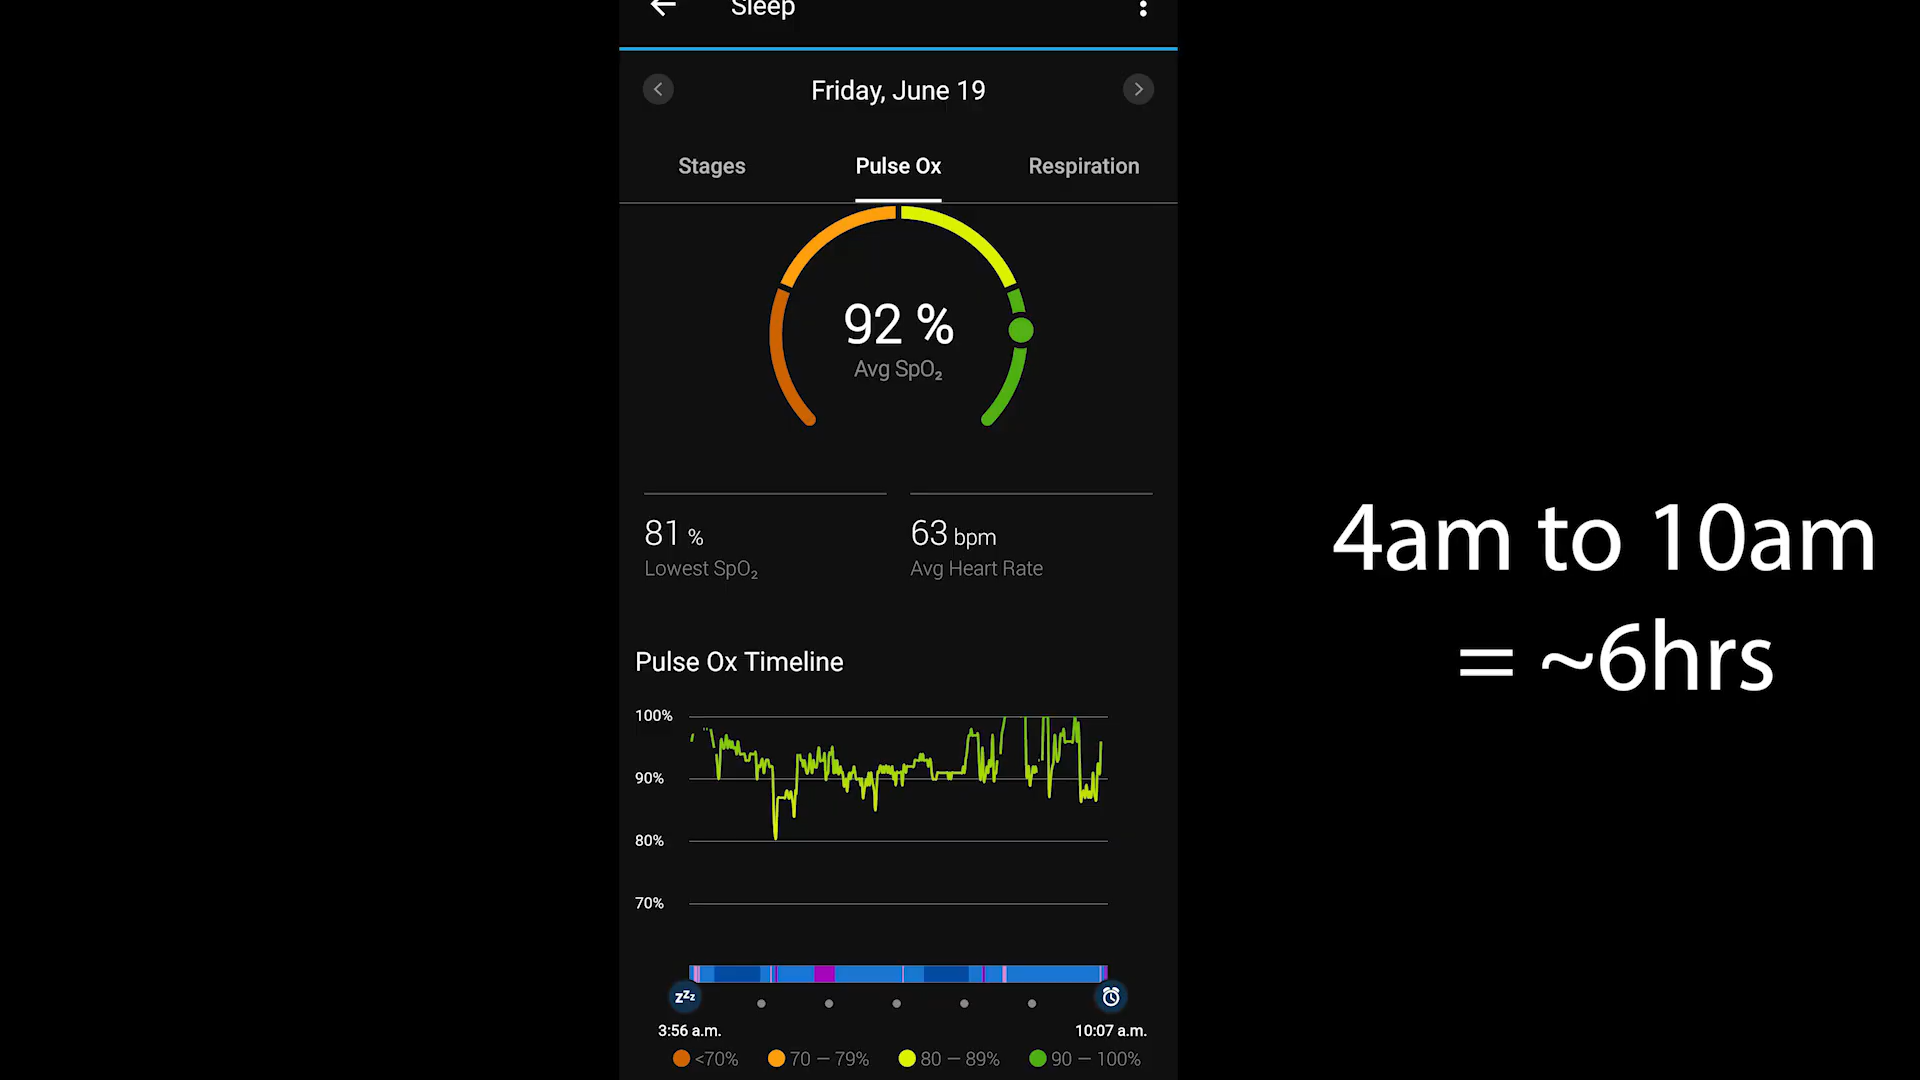 Sleep
Friday, June 19
Stages Pulse Ox Respiration
92 %
Avg SpO₂
81 % 63 bpm
Lowest SpO₂ Avg Heart Rate
4am to 10am
= ~6hrs
Pulse Ox Timeline
100%
90%
80%
70%
zzz
3:56 a.m. 10:07 a.m.
<70% 70 – 79% 80 – 89% 90 – 100%